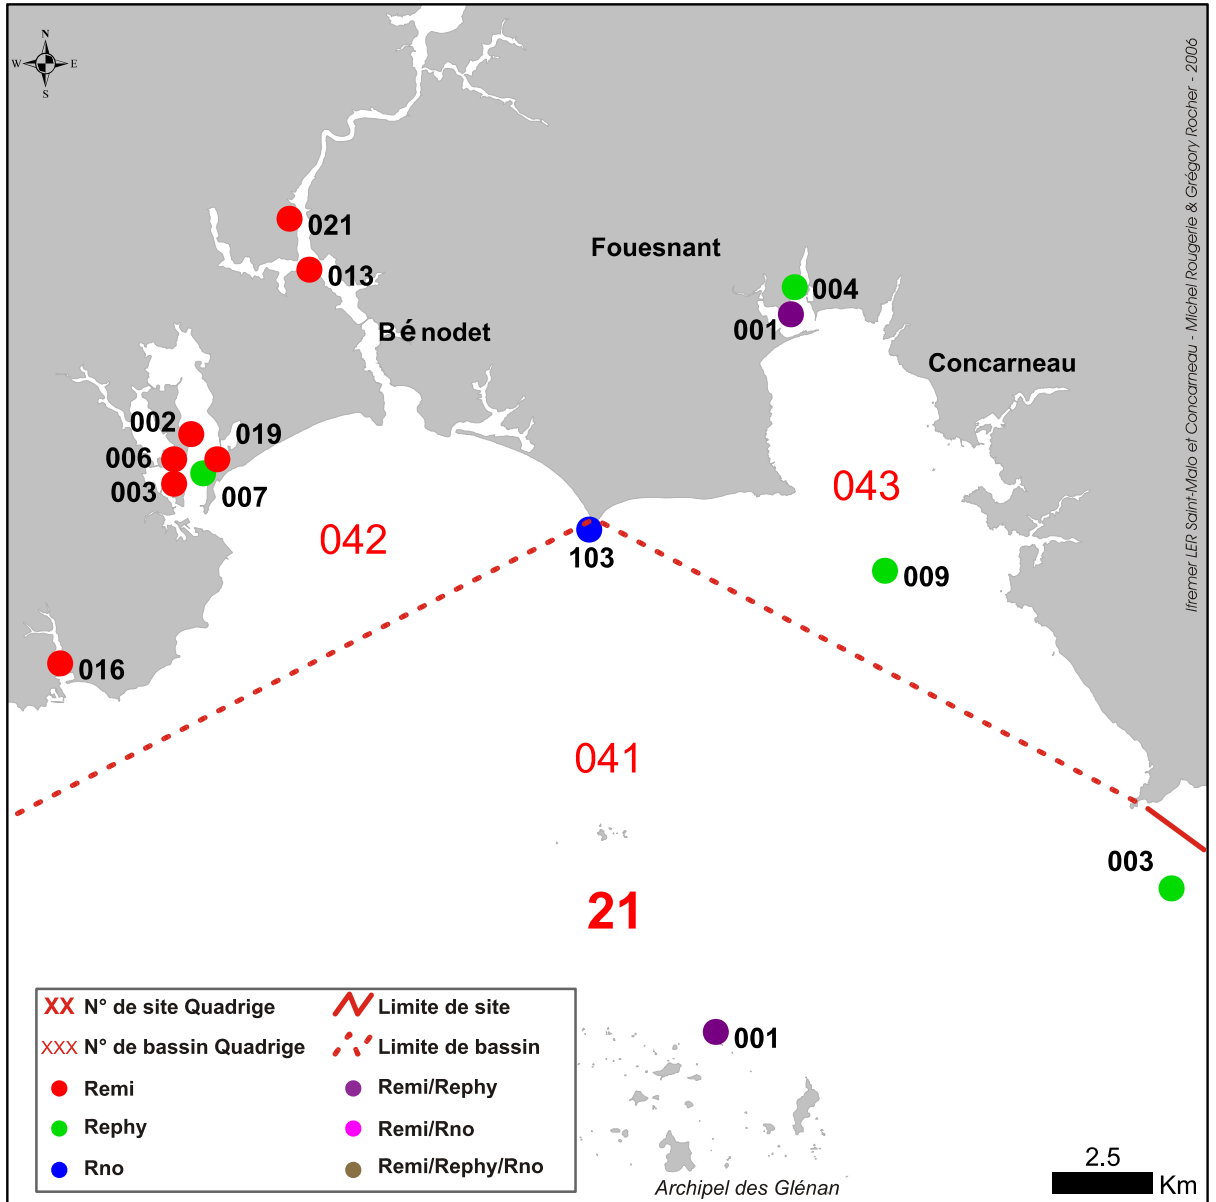 N
W E
S
Ifremer LER Saint-Malo et Concarneau - Michel Rougerie & Grégory Rocher - 2006
021
013
Fouesnant
004
001
Bénodet
Concarneau
002
019
006
003
007
043
042
103
009
016
041
003
21
001
XX N° de site Quadrige
Limite de site
XXX N° de bassin Quadrige
Limite de bassin
Remi
Remi/Rephy
Rephy
Remi/Rno
Rno
Remi/Rephy/Rno
Archipel des Glénan
2.5
Km